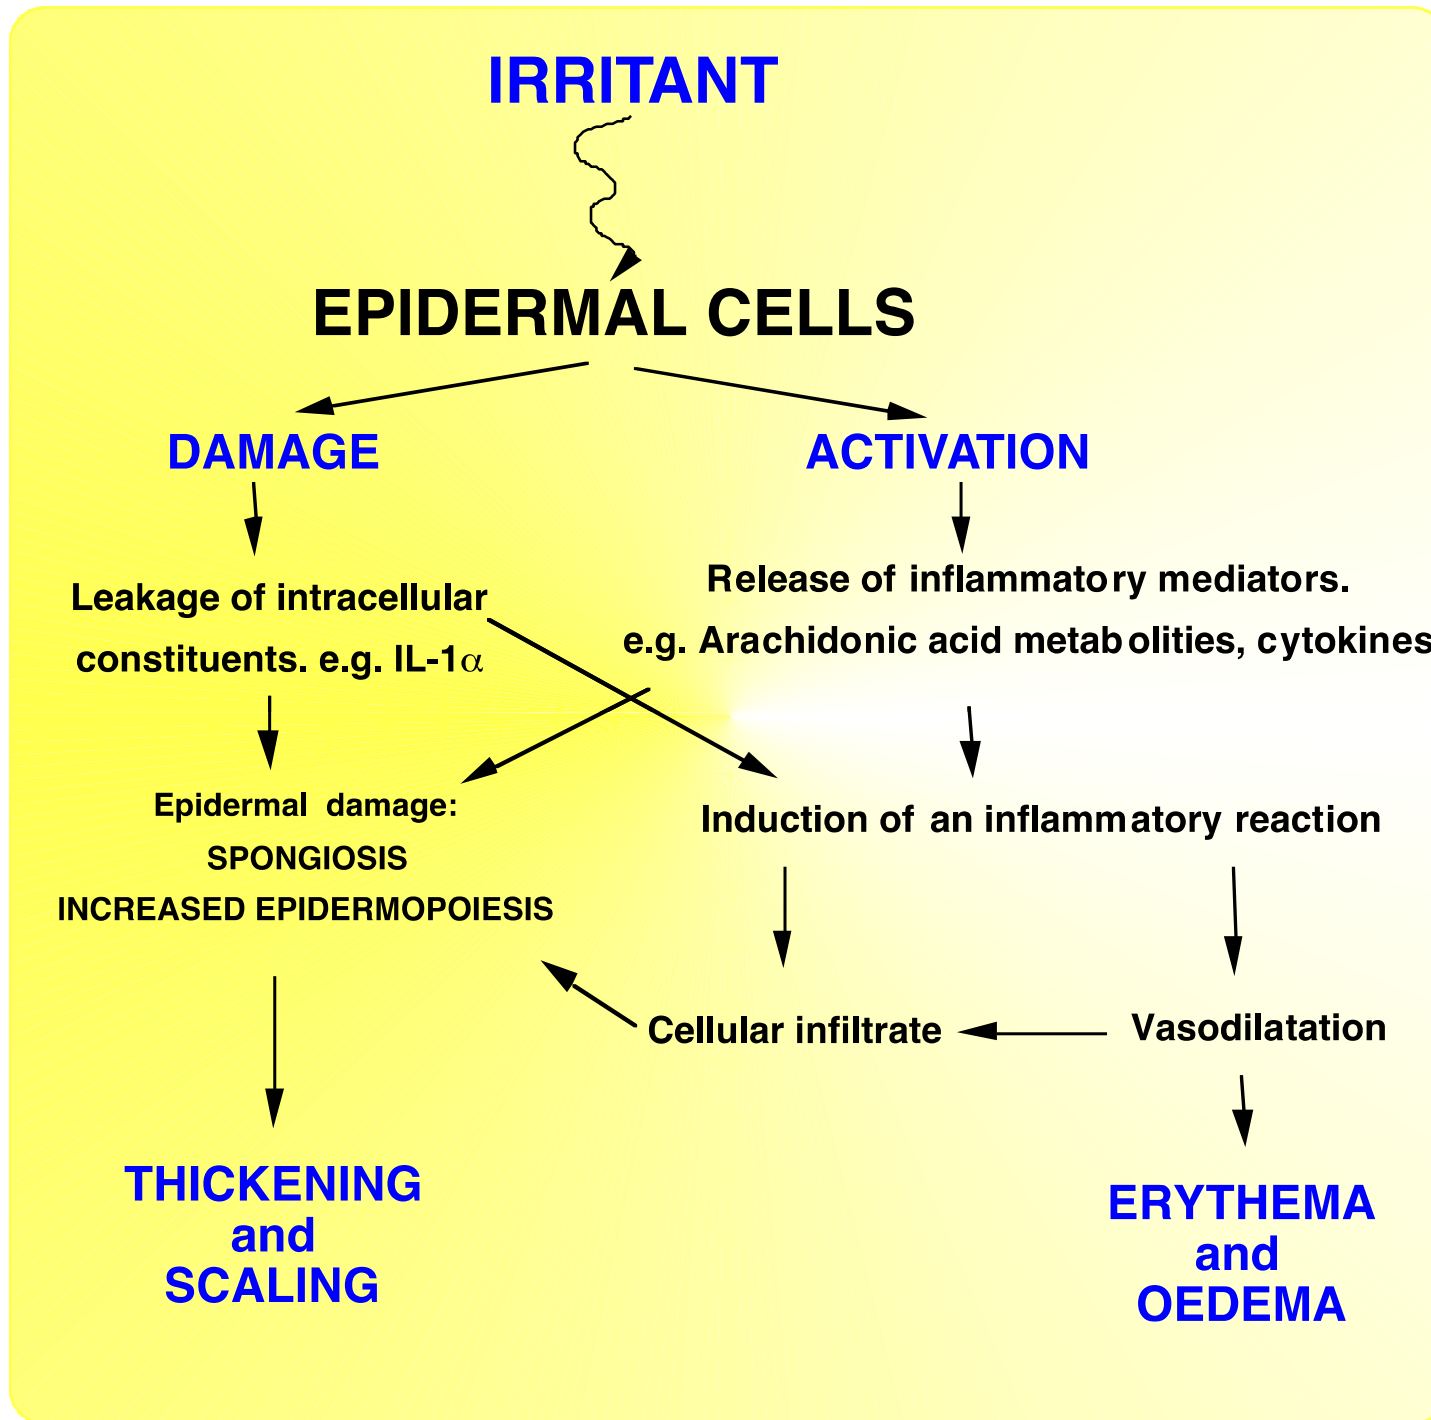 IRRITANT
EPIDERMAL CELLS
DAMAGE
ACTIVATION
Leakage of intracellular
constituents. e.g. IL-1α
Release of inflammatory mediators.
e.g. Arachidonic acid metabolities, cytokines
Epidermal damage:
SPONGIOSIS
INCREASED EPIDERMOPOIESIS
Induction of an inflammatory reaction
Cellular infiltrate
Vasodilatation
THICKENING
and
SCALING
ERYTHEMA
and
OEDEMA